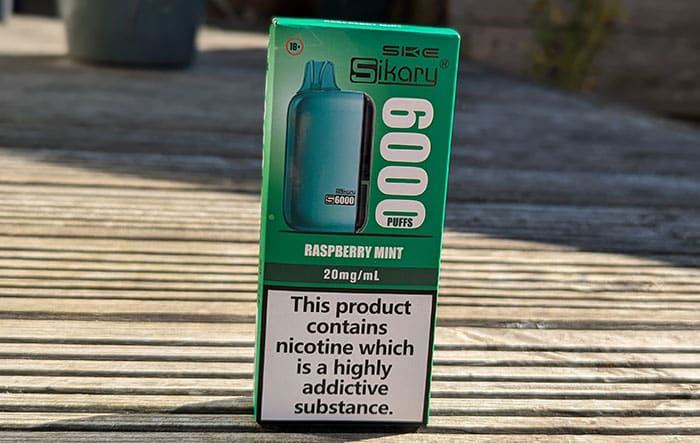 18+
SKE
Sikary®
6000
PUFFS
Sikary
S6000
RASPBERRY MINT
20mg/mL
This product
contains
nicotine which
is a highly
addictive
substance.